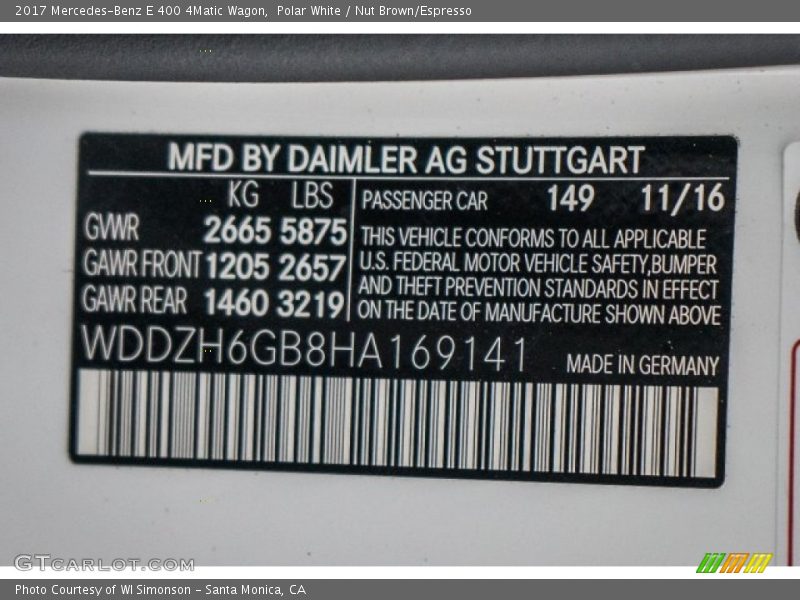 2017 Mercedes-Benz E 400 4Matic Wagon, Polar White / Nut Brown/Espresso
MFD BY DAIMLER AG STUTTGART
KG LBS
GVWR 2665 5875
GAWR FRONT 1205 2657
GAWR REAR 1460 3219
PASSENGER CAR 149 11/16
THIS VEHICLE CONFORMS TO ALL APPLICABLE
U.S. FEDERAL MOTOR VEHICLE SAFETY,BUMPER
AND THEFT PREVENTION STANDARDS IN EFFECT
ON THE DATE OF MANUFACTURE SHOWN ABOVE
WDDZH6GB8HA169141 MADE IN GERMANY
GTCARLOT.COM
Photo Courtesy of WI Simonson - Santa Monica, CA